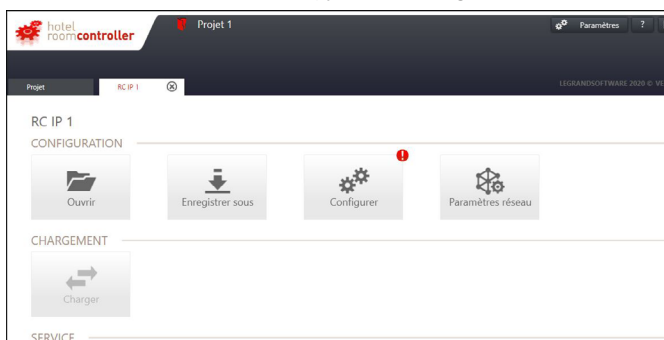 hotel
roomcontroller
Projet 1
Paramètres
?
Projet
RC IP 1
LEGRANDSOFTWARE 2020 © VE
RC IP 1
CONFIGURATION
Ouvrir
Enregistrer sous
Configurer
Paramètres réseau
CHARGEMENT
Charger
SERVICE